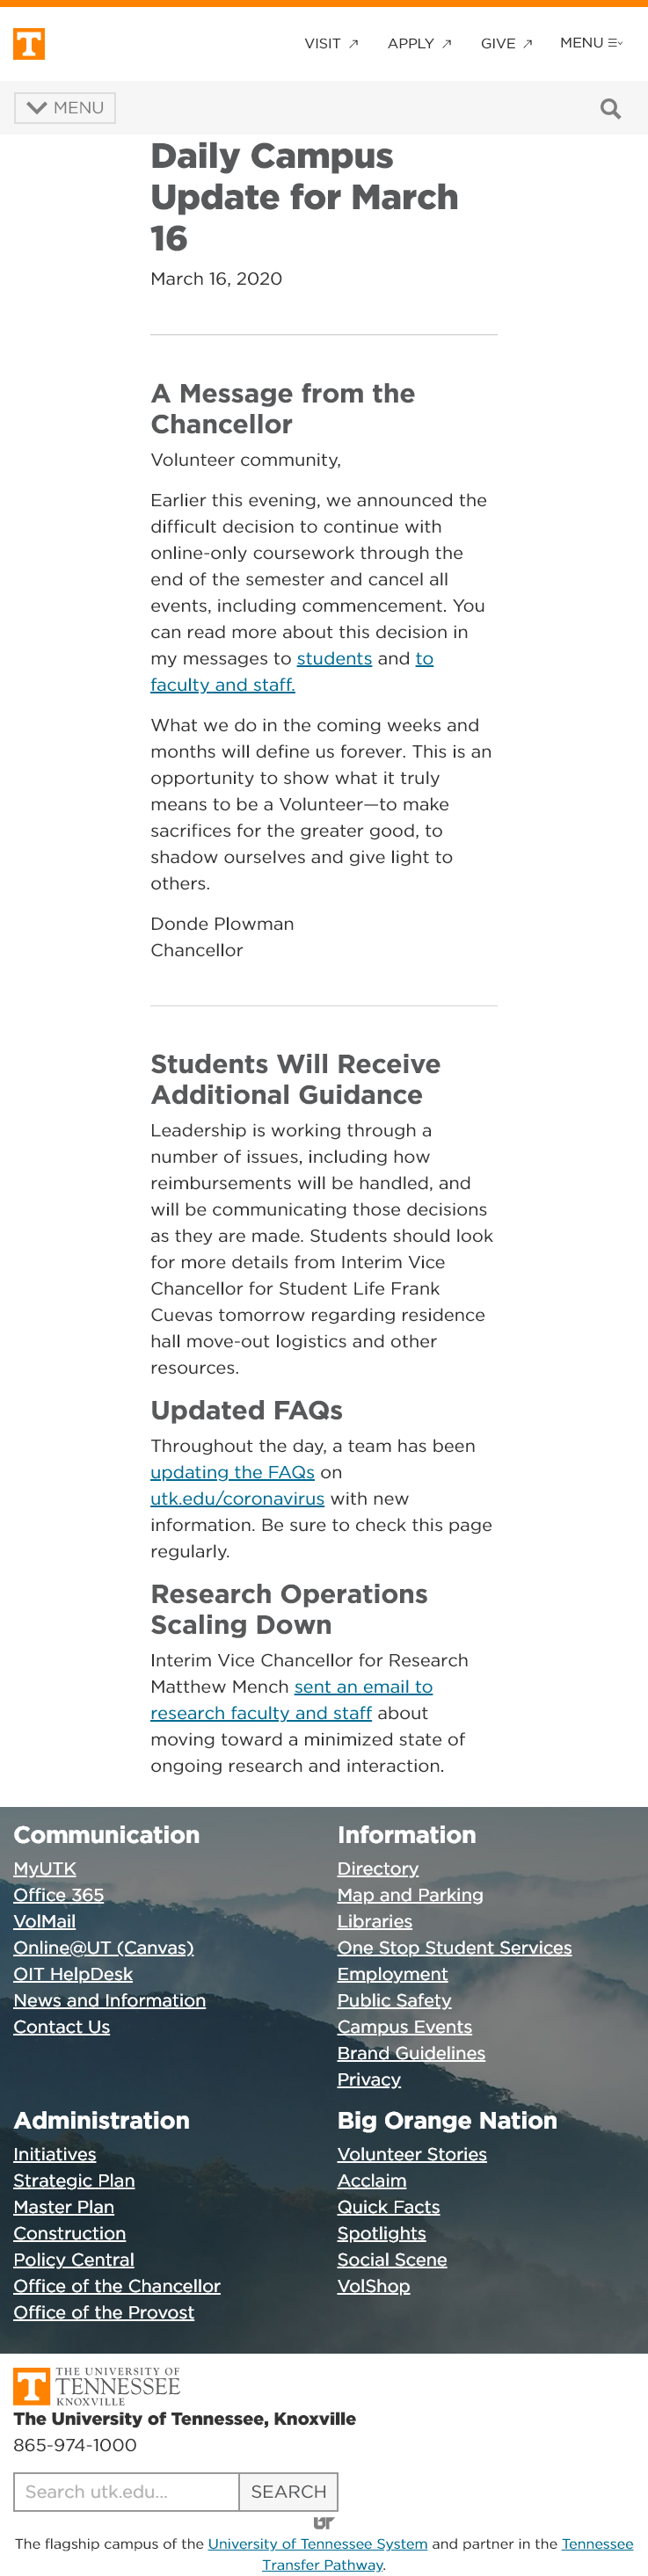 VISIT ↗ APPLY ↗ GIVE ↗ MENU
MENU
Daily Campus
Update for March
16
March 16, 2020
A Message from the
Chancellor
Volunteer community,
Earlier this evening, we announced the
difficult decision to continue with
online-only coursework through the
end of the semester and cancel all
events, including commencement. You
can read more about this decision in
my messages to students and to
faculty and staff.
What we do in the coming weeks and
months will define us forever. This is an
opportunity to show what it truly
means to be a Volunteer—to make
sacrifices for the greater good, to
shadow ourselves and give light to
others.
Donde Plowman
Chancellor
Students Will Receive
Additional Guidance
Leadership is working through a
number of issues, including how
reimbursements will be handled, and
will be communicating those decisions
as they are made. Students should look
for more details from Interim Vice
Chancellor for Student Life Frank
Cuevas tomorrow regarding residence
hall move-out logistics and other
resources.
Updated FAQs
Throughout the day, a team has been
updating the FAQs on
utk.edu/coronavirus with new
information. Be sure to check this page
regularly.
Research Operations
Scaling Down
Interim Vice Chancellor for Research
Matthew Mench sent an email to
research faculty and staff about
moving toward a minimized state of
ongoing research and interaction.
Communication
MyUTK
Office 365
VolMail
Online@UT (Canvas)
OIT HelpDesk
News and Information
Contact Us
Information
Directory
Map and Parking
Libraries
One Stop Student Services
Employment
Public Safety
Campus Events
Brand Guidelines
Privacy
Administration
Initiatives
Strategic Plan
Master Plan
Construction
Policy Central
Office of the Chancellor
Office of the Provost
Big Orange Nation
Volunteer Stories
Acclaim
Quick Facts
Spotlights
Social Scene
VolShop
T
THE UNIVERSITY OF
TENNESSEE
KNOXVILLE
The University of Tennessee, Knoxville
865-974-1000
Search utk.edu... SEARCH
UT
The flagship campus of the University of Tennessee System and partner in the Tennessee
Transfer Pathway.